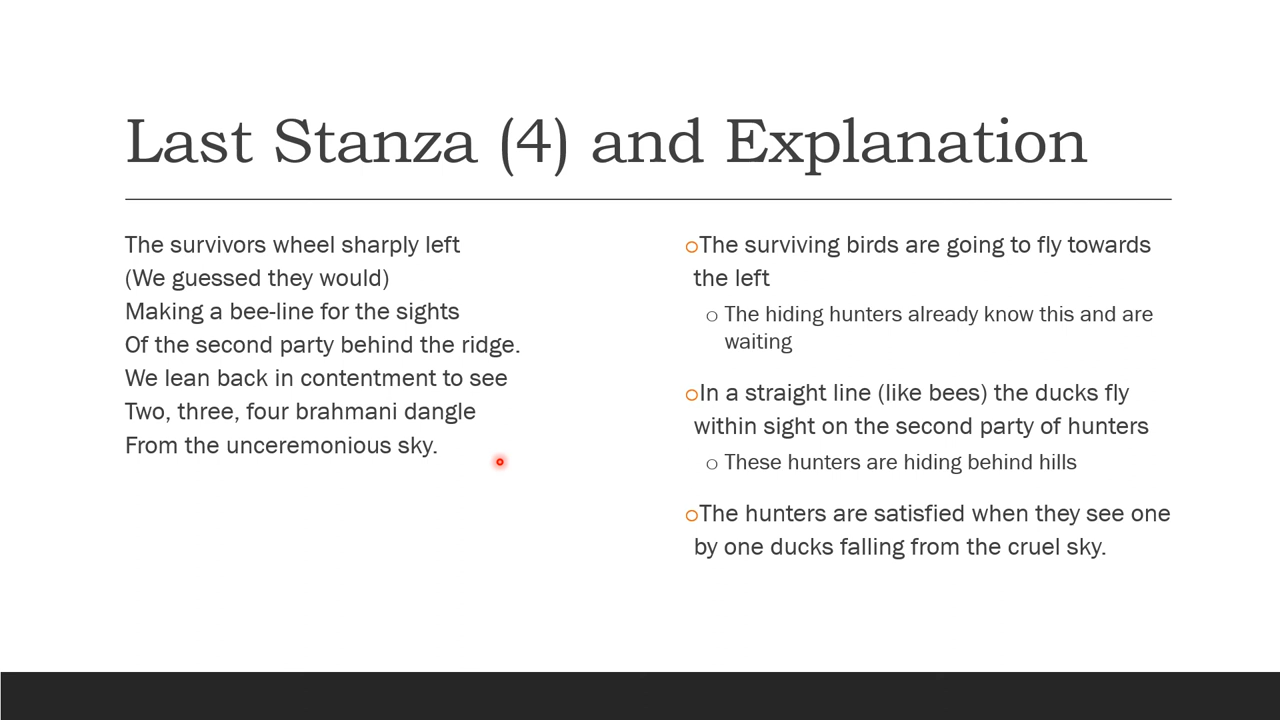 Last Stanza (4) and Explanation
The survivors wheel sharply left
(We guessed they would)
Making a bee-line for the sights
Of the second party behind the ridge.
We lean back in contentment to see
Two, three, four brahmani dangle
From the unceremonious sky.
The surviving birds are going to fly towards
the left
The hiding hunters already know this and are
waiting
In a straight line (like bees) the ducks fly
within sight on the second party of hunters
These hunters are hiding behind hills
The hunters are satisfied when they see one
by one ducks falling from the cruel sky.